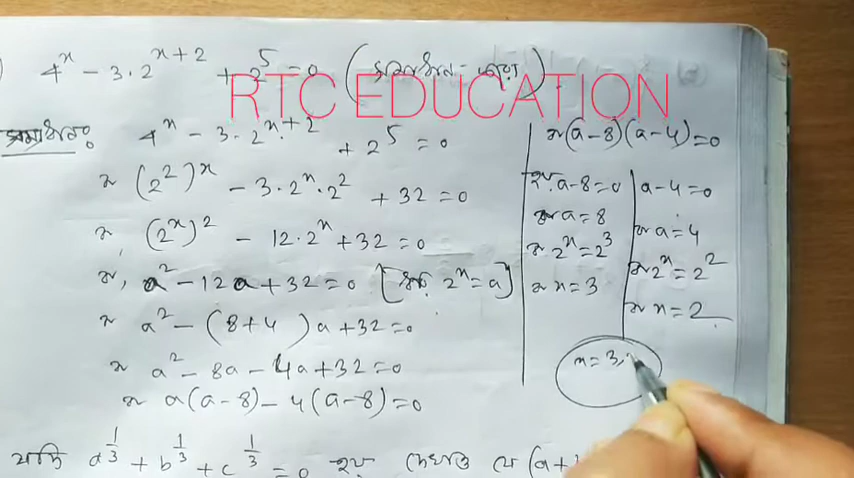 4^x - 3·2^{x+2} + 2^5 = 0 (সমাধান করো)
RTC EDUCATION
সমাধানঃ 4^x - 3·2^{x+2} + 2^5 = 0
বা (2^2)^x - 3·2^x·2^2 + 32 = 0
বা, (2^x)^2 - 12·2^x + 32 = 0
বা, a^2 - 12a + 32 = 0 [ধরি 2^x = a]
বা a^2 - (8+4)a + 32 = 0
বা a^2 - 8a - 4a + 32 = 0
বা a(a-8) - 4(a-8) = 0
বা (a-8)(a-4) = 0
হয়, a-8 = 0
বা a = 8
বা 2^x = 2^3
বা x = 3
a-4 = 0
বা a = 4
বা 2^x = 2^2
বা x = 2
x = 3,
যদি a^{1/3} + b^{1/3} + c^{1/3} = 0 হয় দেখাও যে (a+